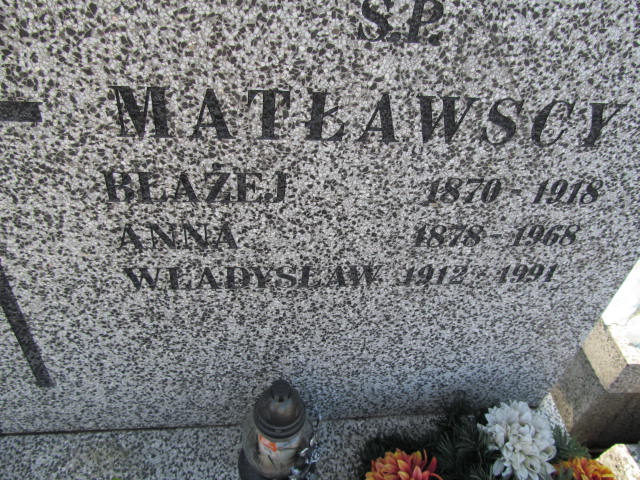 Ś.P.
MATŁAWSCY
BŁAŻEJ 1870-1918
ANNA 1878-1968
WŁADYSŁAW 1912-1991